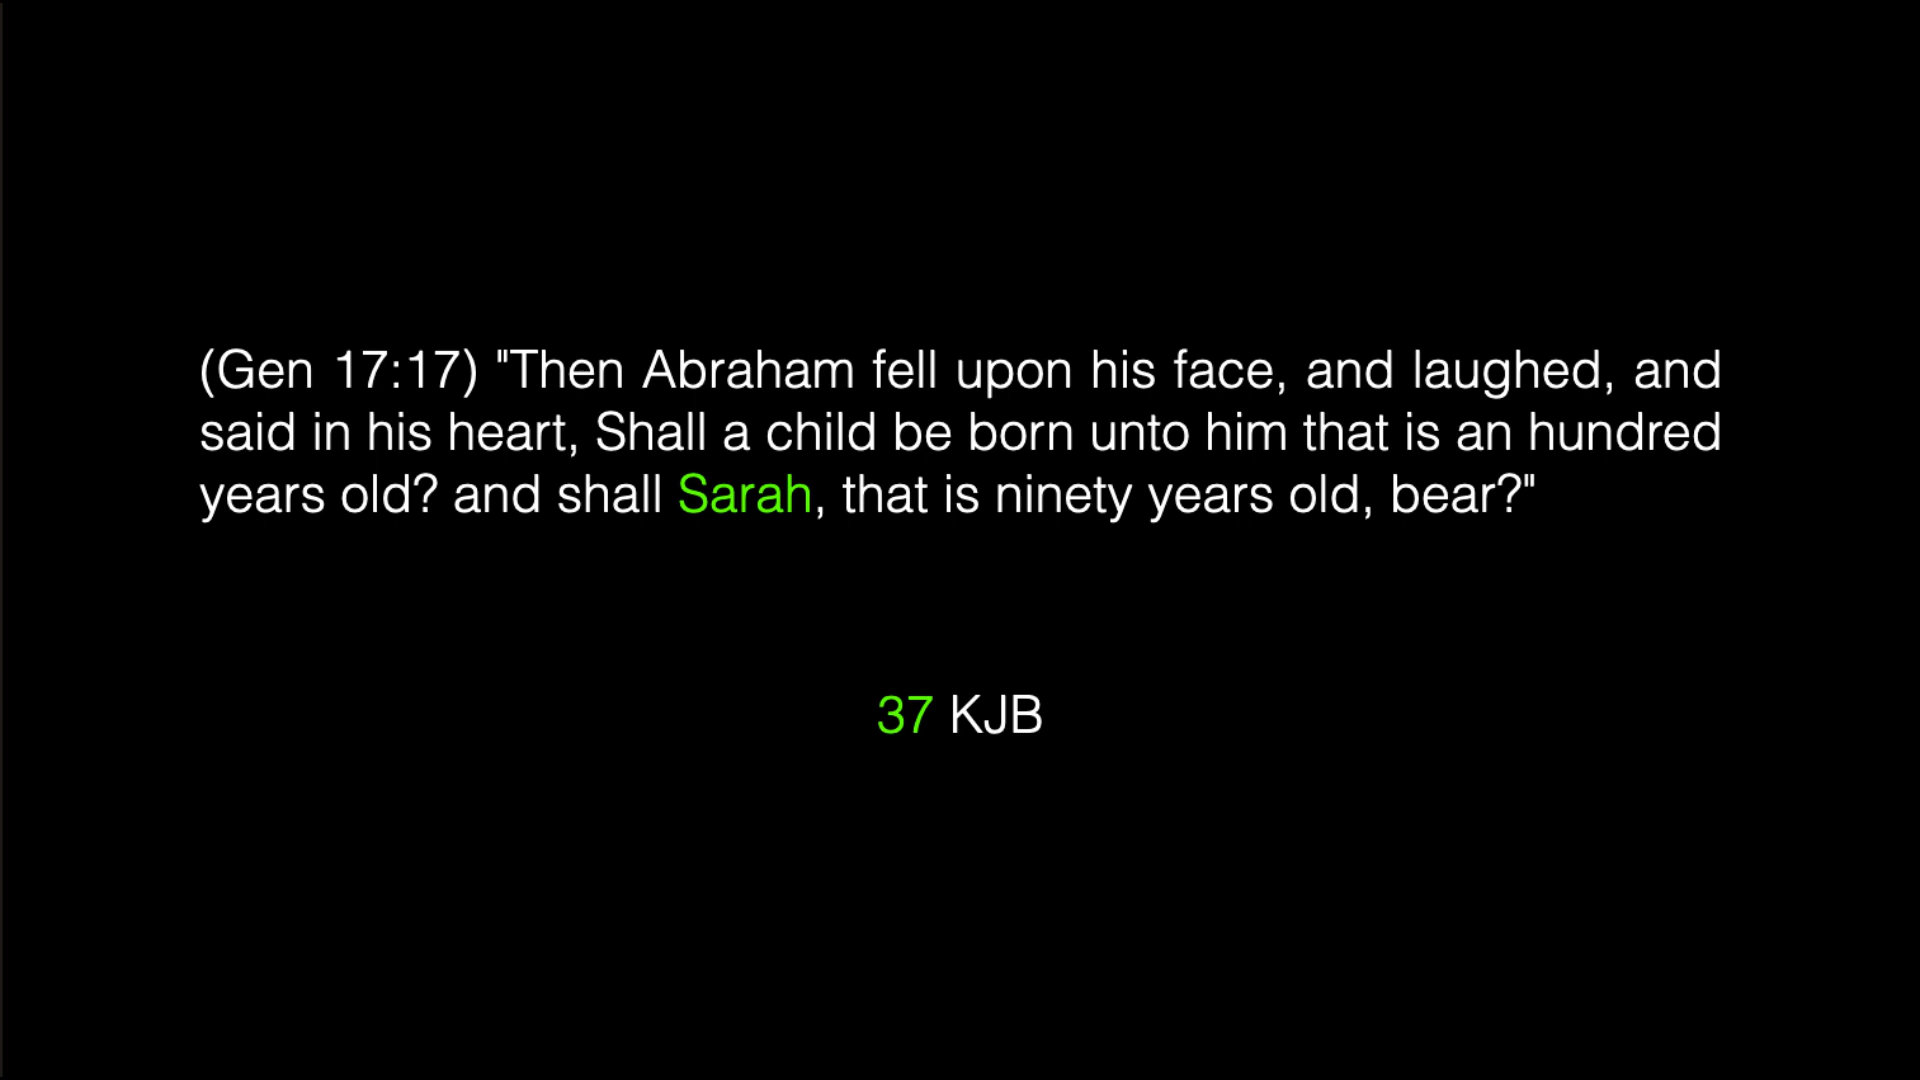 (Gen 17:17) "Then Abraham fell upon his face, and laughed, and
said in his heart, Shall a child be born unto him that is an hundred
years old? and shall Sarah, that is ninety years old, bear?"
37 KJB